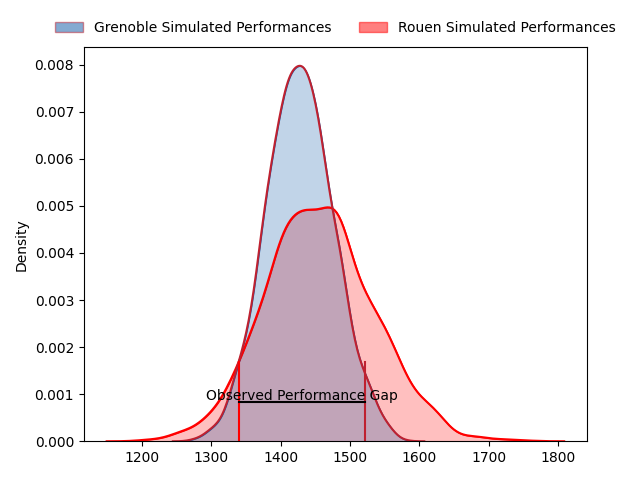 Grenoble Simulated Performances
Rouen Simulated Performances
0.008
0.007
0.006
0.005
0.004
0.003
0.002
0.001
0.000
Density
Observed Performance Gap
1200 1300 1400 1500 1600 1700 1800